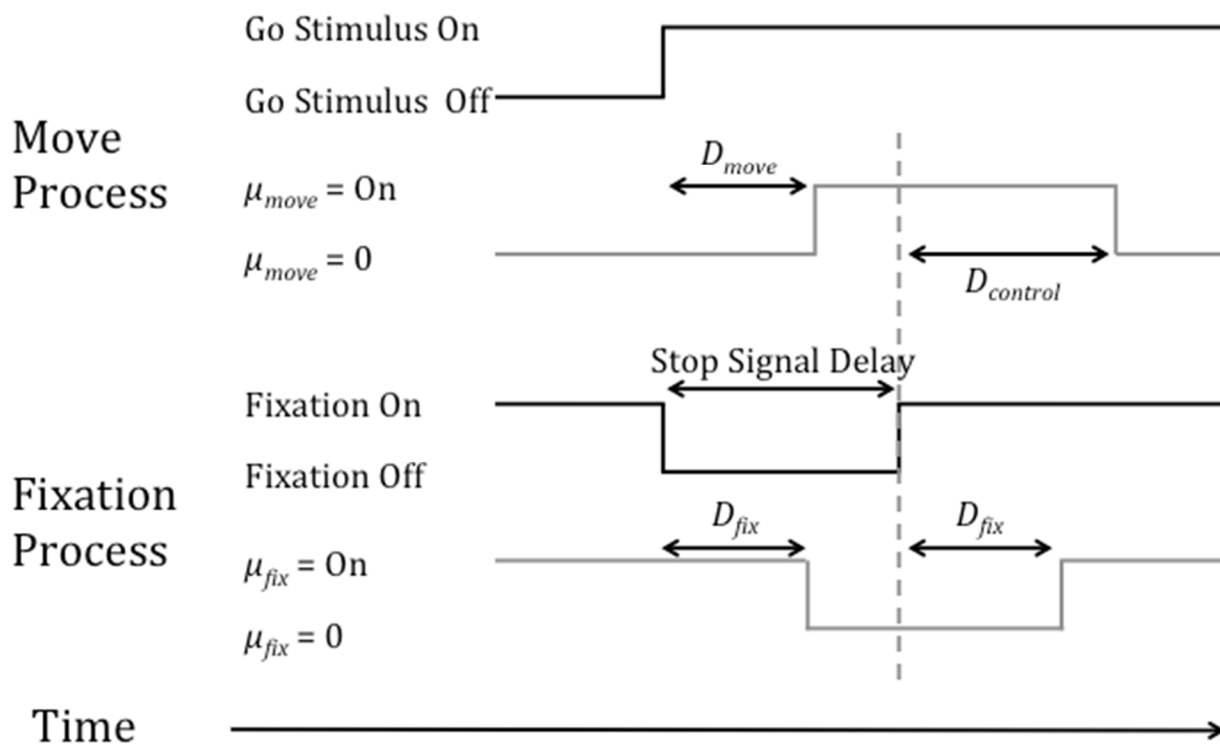 Go Stimulus On
Go Stimulus Off
Move
Process
D_move
μ_move = On
μ_move = 0
D_control
Stop Signal Delay
Fixation On
Fixation Off
Fixation
Process
D_fix
D_fix
μ_fix = On
μ_fix = 0
Time